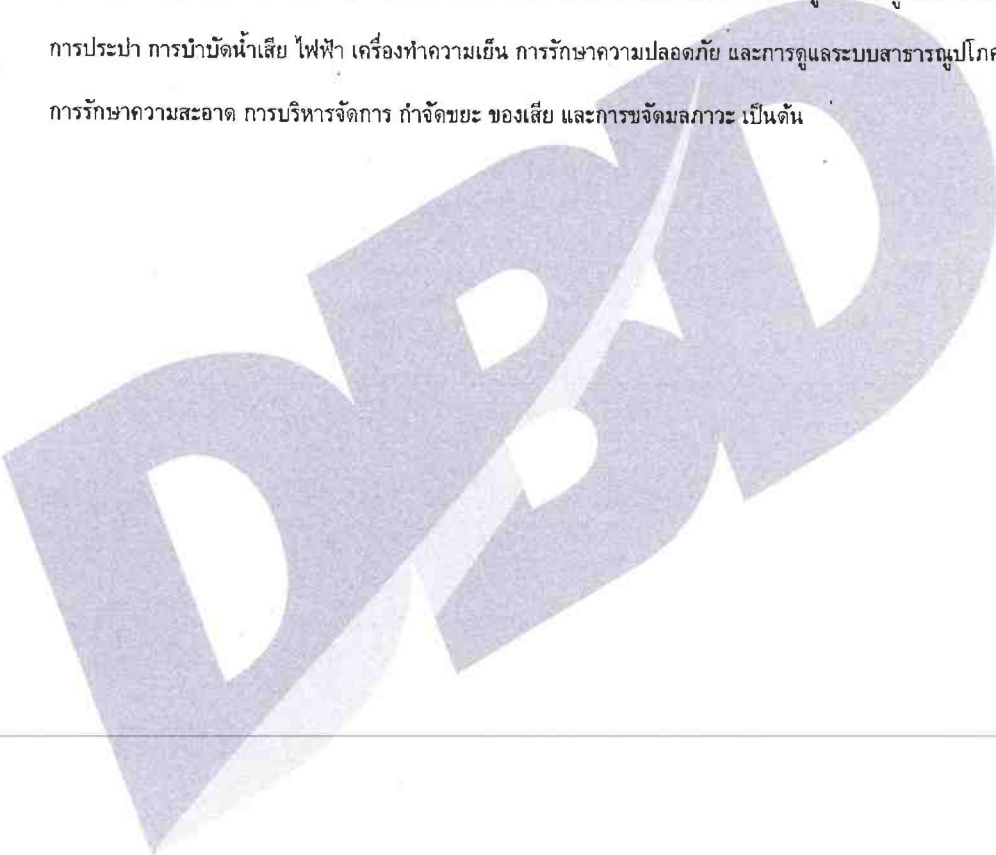 การประปา การบำบัดน้ำเสีย ไฟฟ้า เครื่องทำความเย็น การรักษาความปลอดภัย และการดูแลระบบสาธารณูปโภค
การรักษาความสะอาด การบริหารจัดการ กำจัดขยะ ของเสีย และการขจัดมลภาวะ เป็นต้น
DBD